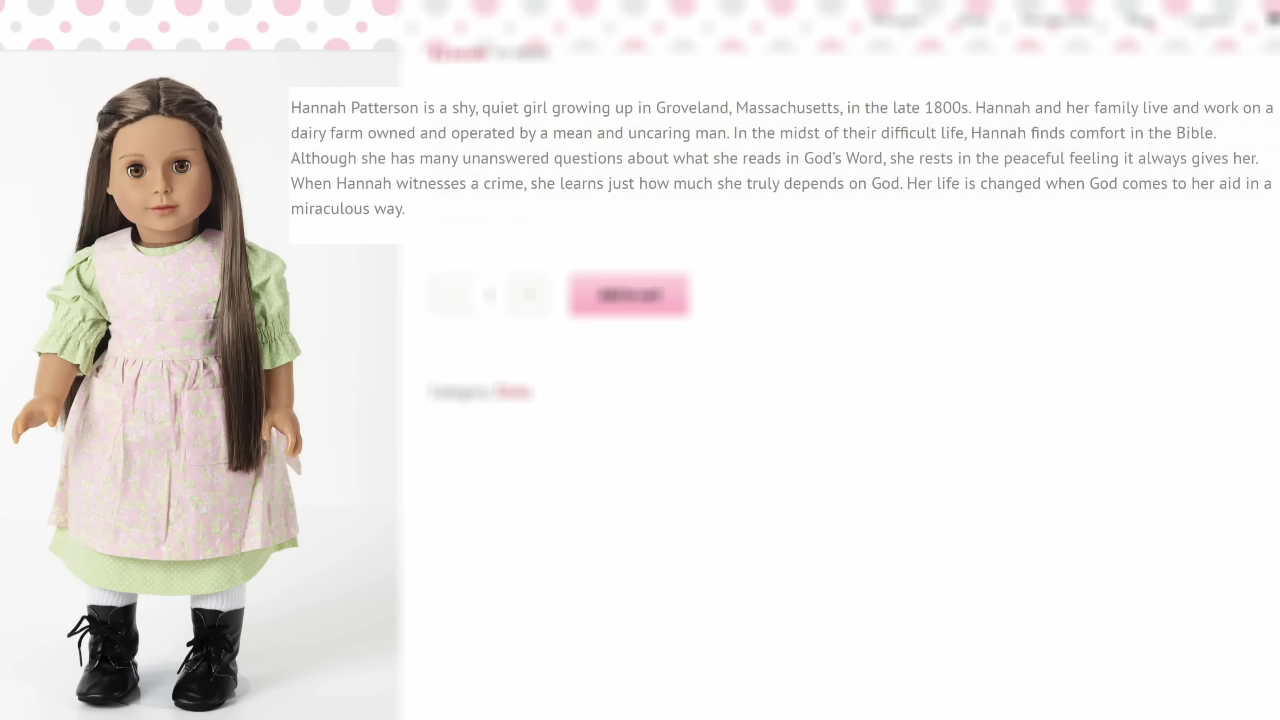 Hannah Patterson is a shy, quiet girl growing up in Groveland, Massachusetts, in the late 1800s. Hannah and her family live and work on a
dairy farm owned and operated by a mean and uncaring man. In the midst of their difficult life, Hannah finds comfort in the Bible.
Although she has many unanswered questions about what she reads in God’s Word, she rests in the peaceful feeling it always gives her.
When Hannah witnesses a crime, she learns just how much she truly depends on God. Her life is changed when God comes to her aid in a
miraculous way.